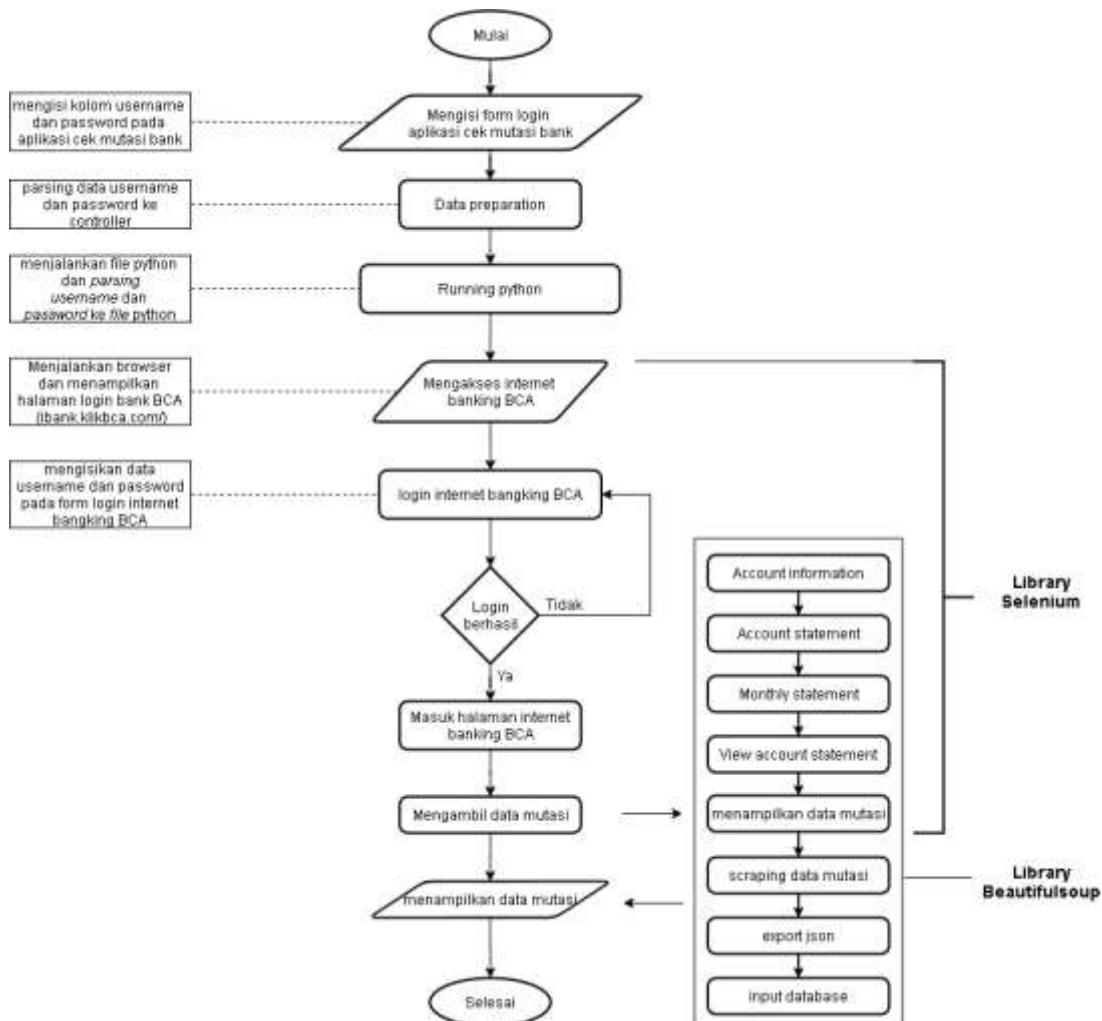 Mulai
mengisi kolom username
dan password pada
aplikasi cek mutasi bank
Mengisi form login
aplikasi cek mutasi bank
parsing data username
dan password ke
controller
Data preparation
menjalankan file python
dan parsing
username dan
password ke file python
Running python
Menjalankan browser
dan menampilkan
halaman login bank BCA
(ibank.klikbca.com/)
Mengakses internet
banking BCA
mengisikan data
username dan password
pada form login internet
bangking BCA
login internet bangking BCA
Login
berhasil
Tidak
Ya
Masuk halaman internet
banking BCA
Mengambil data mutasi
menampilkan data mutasi
Selesai
Account information
Account statement
Monthly statement
View account statement
menampilkan data mutasi
scraping data mutasi
export json
input database
Library
Selenium
Library
Beautifulsoup